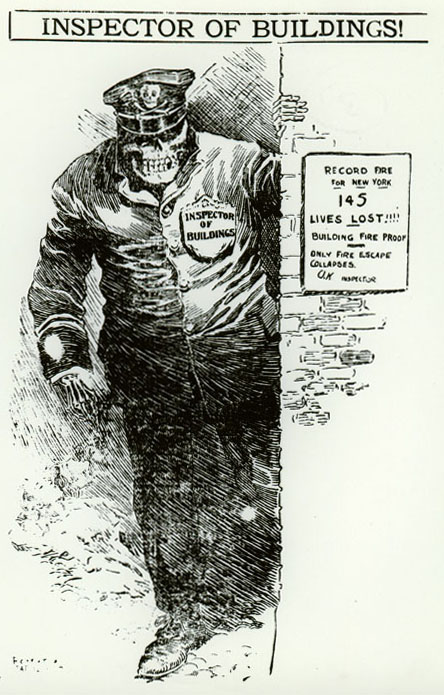 INSPECTOR OF BUILDINGS!
INSPECTOR
OF
BUILDINGS
RECORD FIRE
FOR NEW YORK
145
LIVES LOST!!!!
BUILDING FIRE PROOF
ONLY FIRE ESCAPE
COLLAPSES.
O.K INSPECTOR